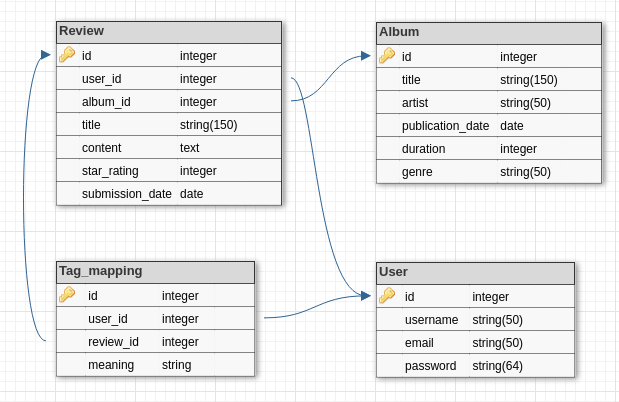 Review
id integer
user_id integer
album_id integer
title string(150)
content text
star_rating integer
submission_date date
Album
id integer
title string(150)
artist string(50)
publication_date date
duration integer
genre string(50)
Tag_mapping
id integer
user_id integer
review_id integer
meaning string
User
id integer
username string(50)
email string(50)
password string(64)